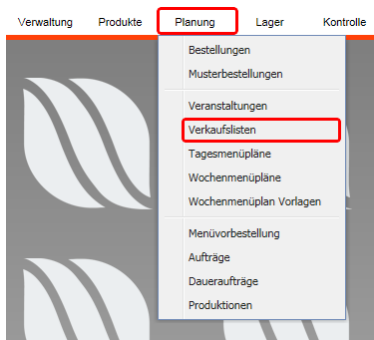 Verwaltung Produkte Planung Lager Kontrolle
Bestellungen
Musterbestellungen
Veranstaltungen
Verkaufslisten
Tagesmenüpläne
Wochenmenüpläne
Wochenmenüplan Vorlagen
Menüvorbestellung
Aufträge
Daueraufträge
Produktionen